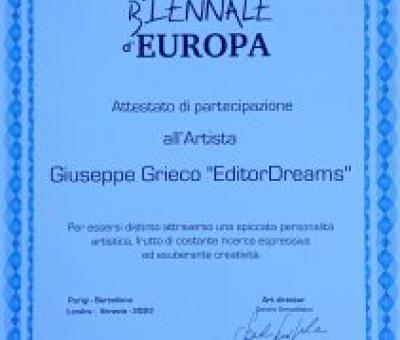 BIENNALE
d'EUROPA
Attestato di partecipazione
all'Artista
Giuseppe Grieco "EditorDreams"
Per essersi distinto attraverso una spiccata personalità
artistica, frutto di costante ricerca espressiva
ed esuberante creatività.
Parigi - Barcellona
Londra - Venezia - 2022
Art director